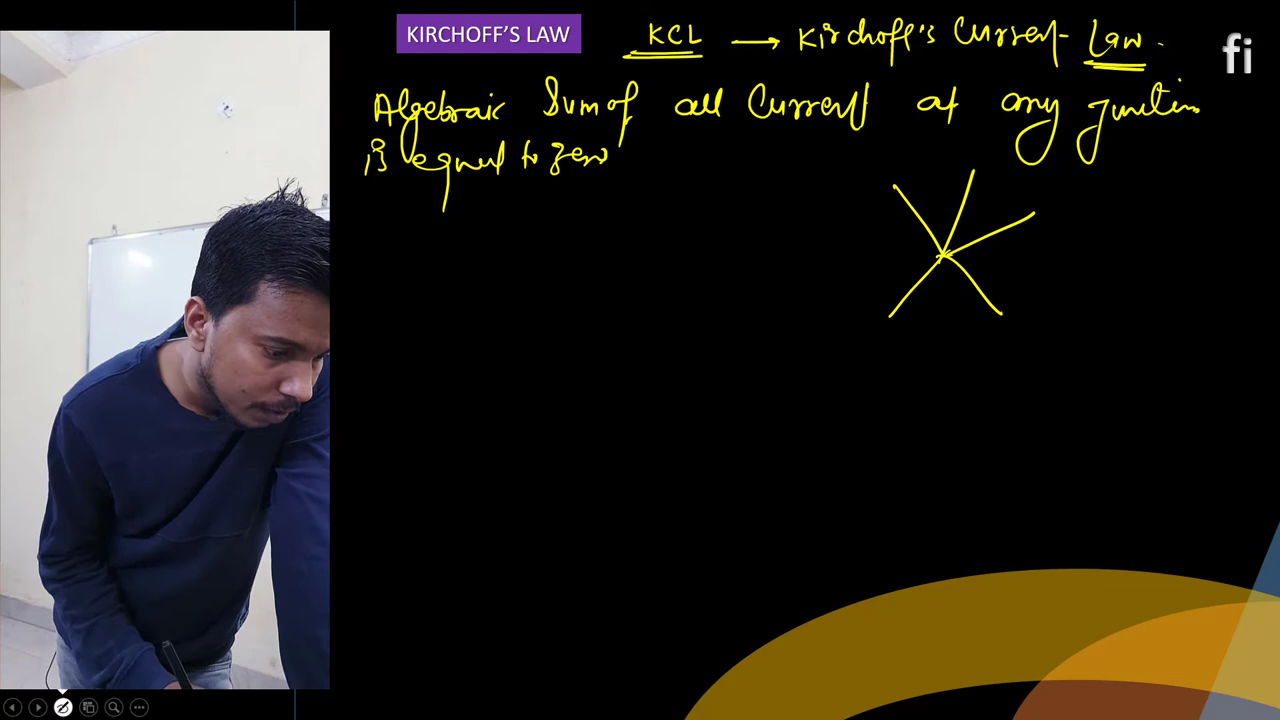 KIRCHOFF'S LAW
KCL → Kirchoff's Current Law.
Algebraic Sum of all Current at any junction
is equal to zero
fi